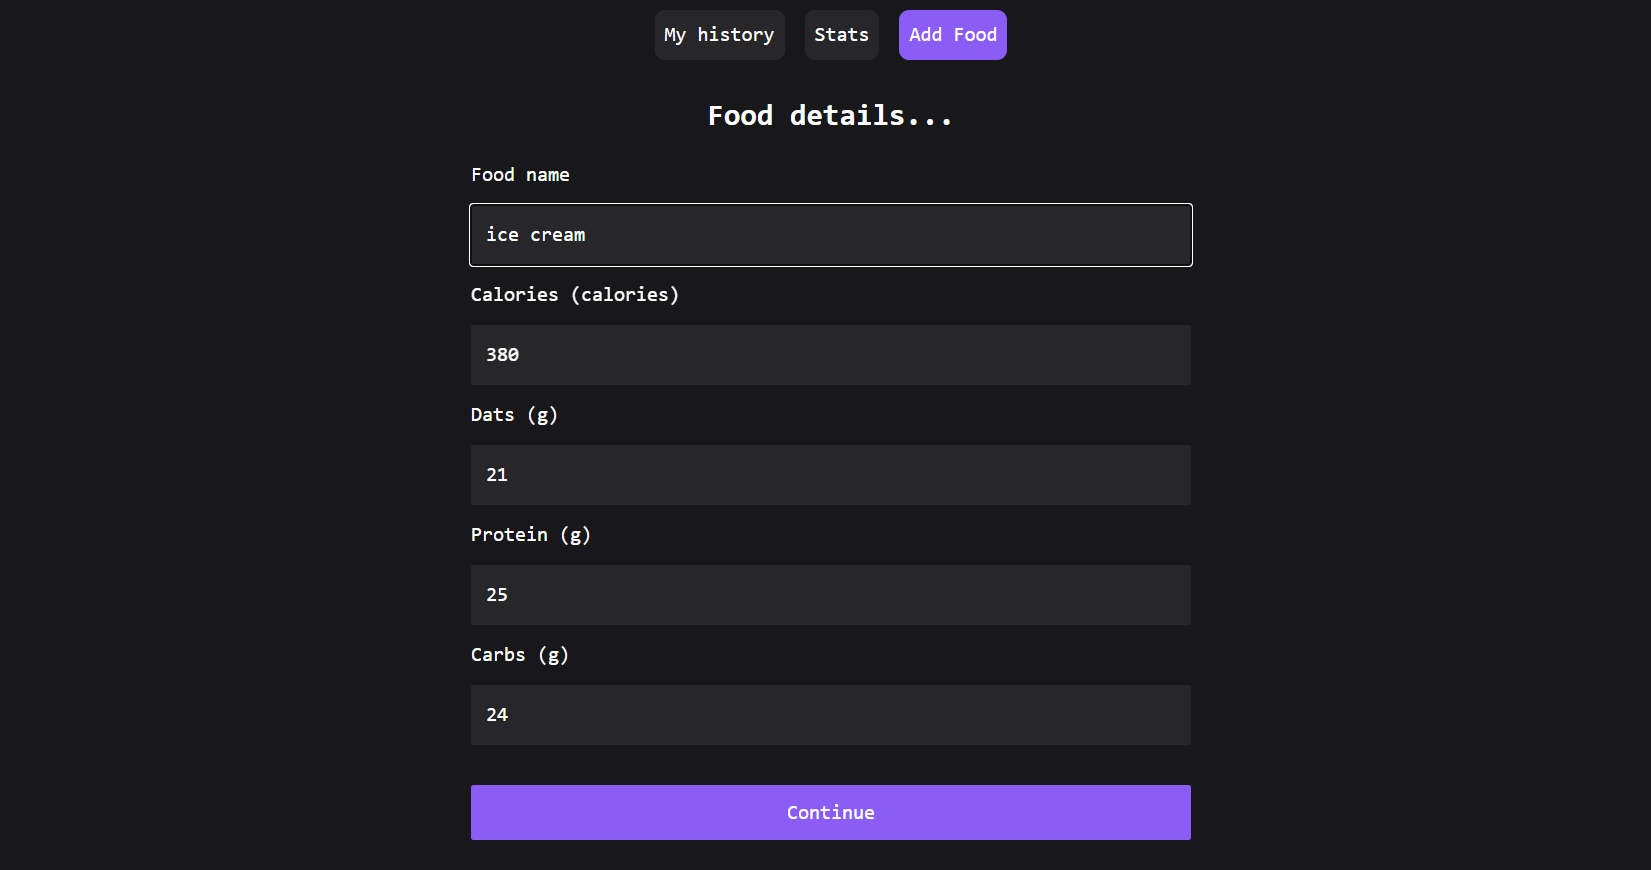 My history Stats Add Food
Food details...
Food name
ice cream
Calories (calories)
380
Dats (g)
21
Protein (g)
25
Carbs (g)
24
Continue